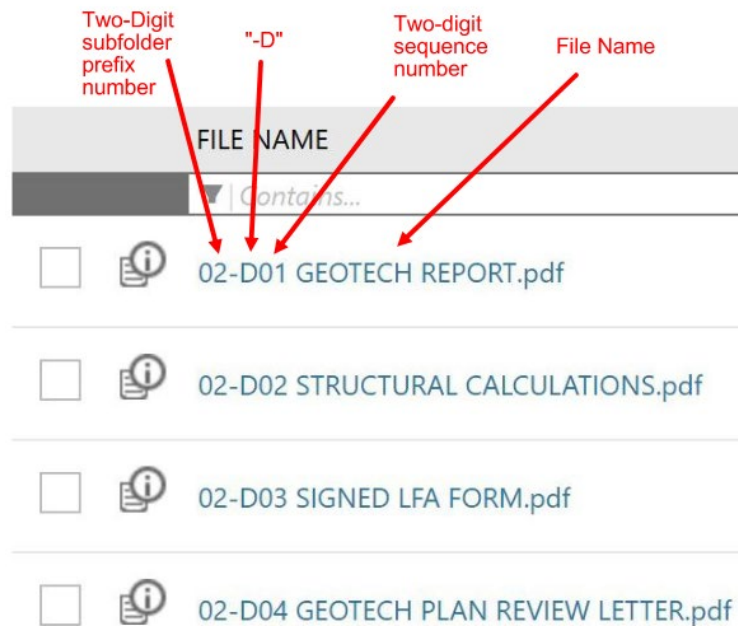 Two-Digit
subfolder
prefix
number
"-D"
Two-digit
sequence
number
File Name
FILE NAME
Contains...
02-D01 GEOTECH REPORT.pdf
02-D02 STRUCTURAL CALCULATIONS.pdf
02-D03 SIGNED LFA FORM.pdf
02-D04 GEOTECH PLAN REVIEW LETTER.pdf